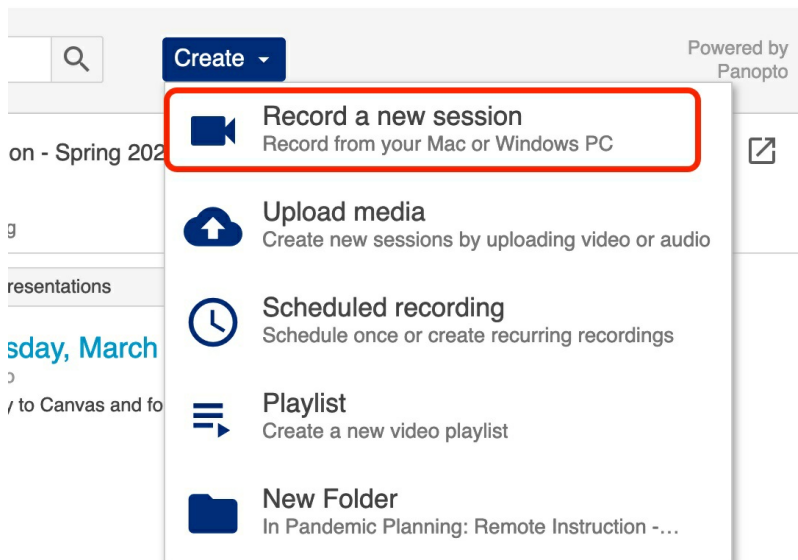 Create
Powered by
Panopto
Record a new session
Record from your Mac or Windows PC
on - Spring 202
Upload media
Create new sessions by uploading video or audio
g
resentations
Scheduled recording
Schedule once or create recurring recordings
sday, March
y to Canvas and fo
Playlist
Create a new video playlist
New Folder
In Pandemic Planning: Remote Instruction -...